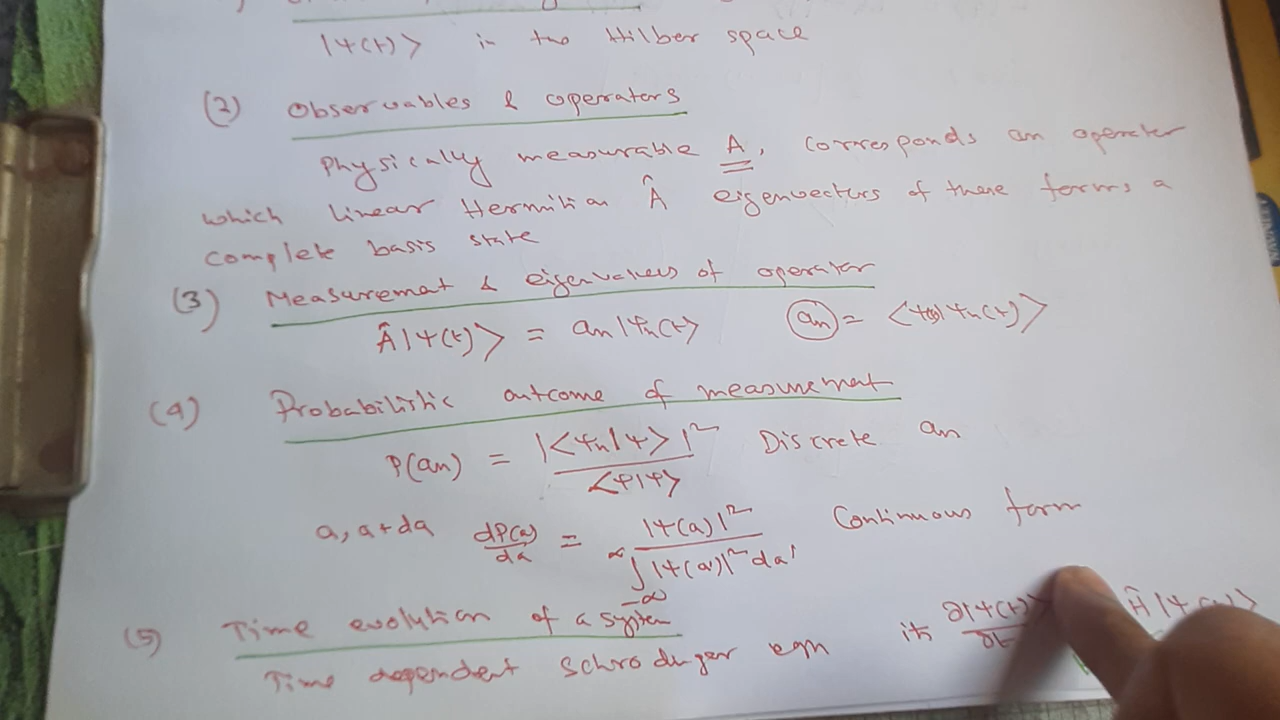 |Ψ(t)> in the Hilber space
(2) Observables & operators
Physically measurable A, corresponds an operator
which linear Hermitian Â eigenvectors of these forms a
complete basis state
(3) Measurement & eigenvalues of operator
Â|Ψ(t)> = an|Ψn(t)> an = <Ψ(t)|Ψn(t)>
(4) Probabilistic outcome of measurement
P(an) = |<Ψn|Ψ>|² / <Ψ|Ψ> Discrete an
a, a+da dP(a)/da = |Ψ(a)|² / ∫_{-∞}^{∞} |Ψ(a')|² da' Continuous form
(5) Time evolution of a system
Time dependent Schrodinger eqn iħ ∂|Ψ(t)>/∂t Ĥ|Ψ(t)>